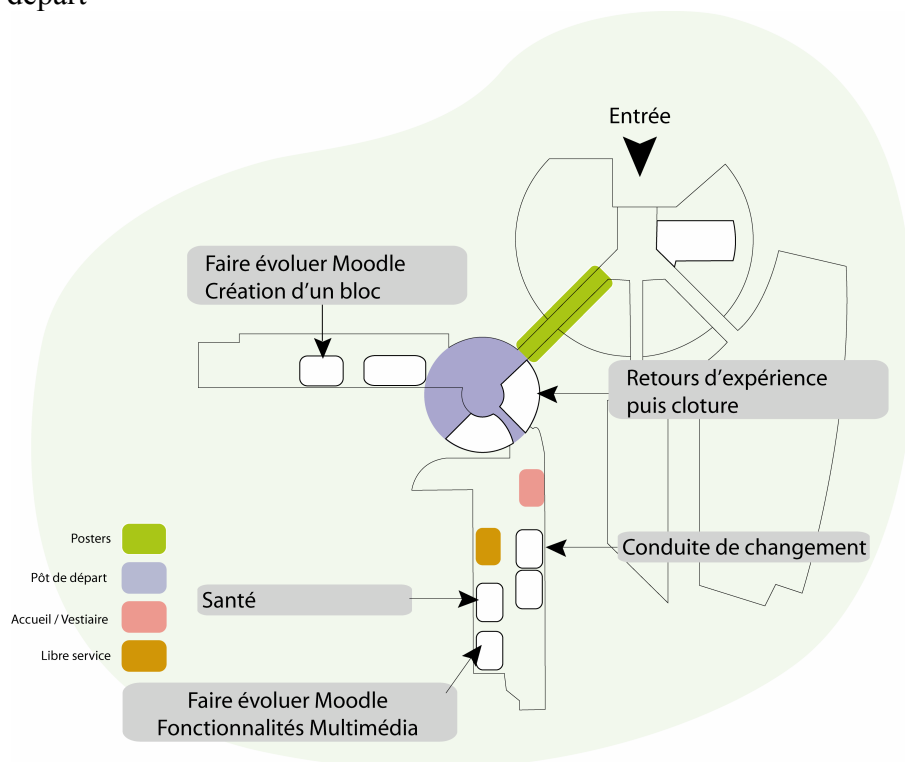 départ
Entrée
Faire évoluer Moodle
Création d'un bloc
Retours d'expérience
puis cloture
Posters
Conduite de changement
Pôt de départ
Santé
Accueil / Vestiaire
Libre service
Faire évoluer Moodle
Fonctionnalités Multimédia